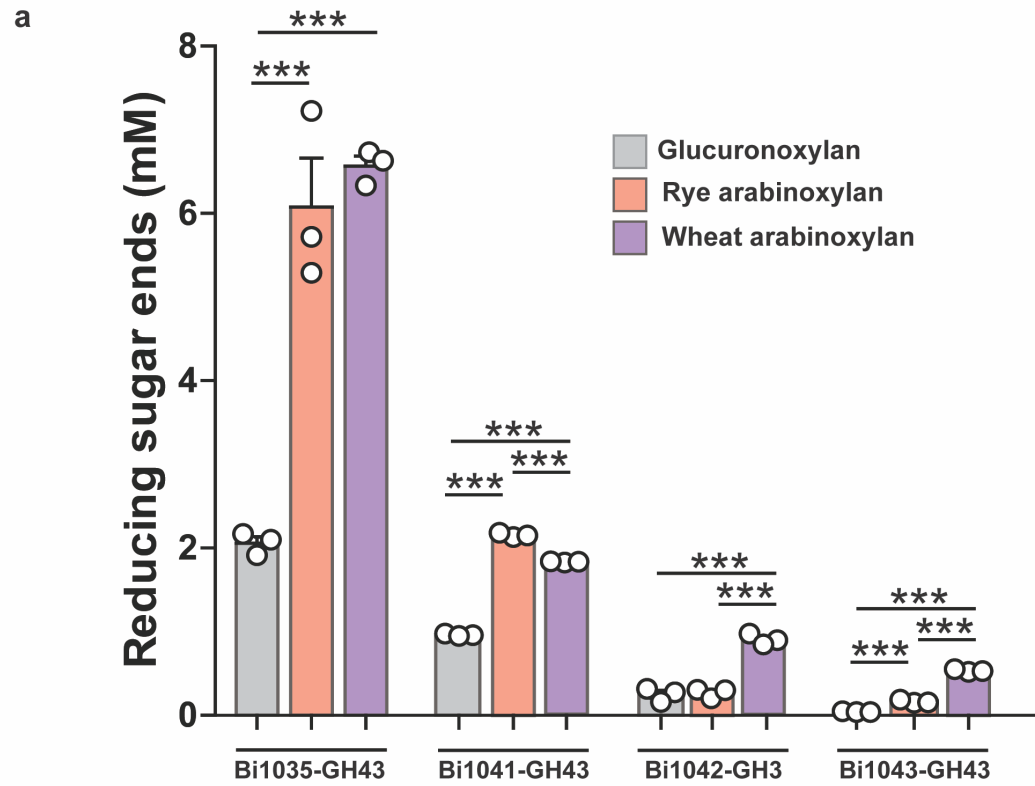 a
Reducing sugar ends (mM)
8
6
4
2
0
***
***
Glucuronoxylan
Rye arabinoxylan
Wheat arabinoxylan
***
***
***
***
***
***
***
***
Bi1035-GH43
Bi1041-GH43
Bi1042-GH3
Bi1043-GH43